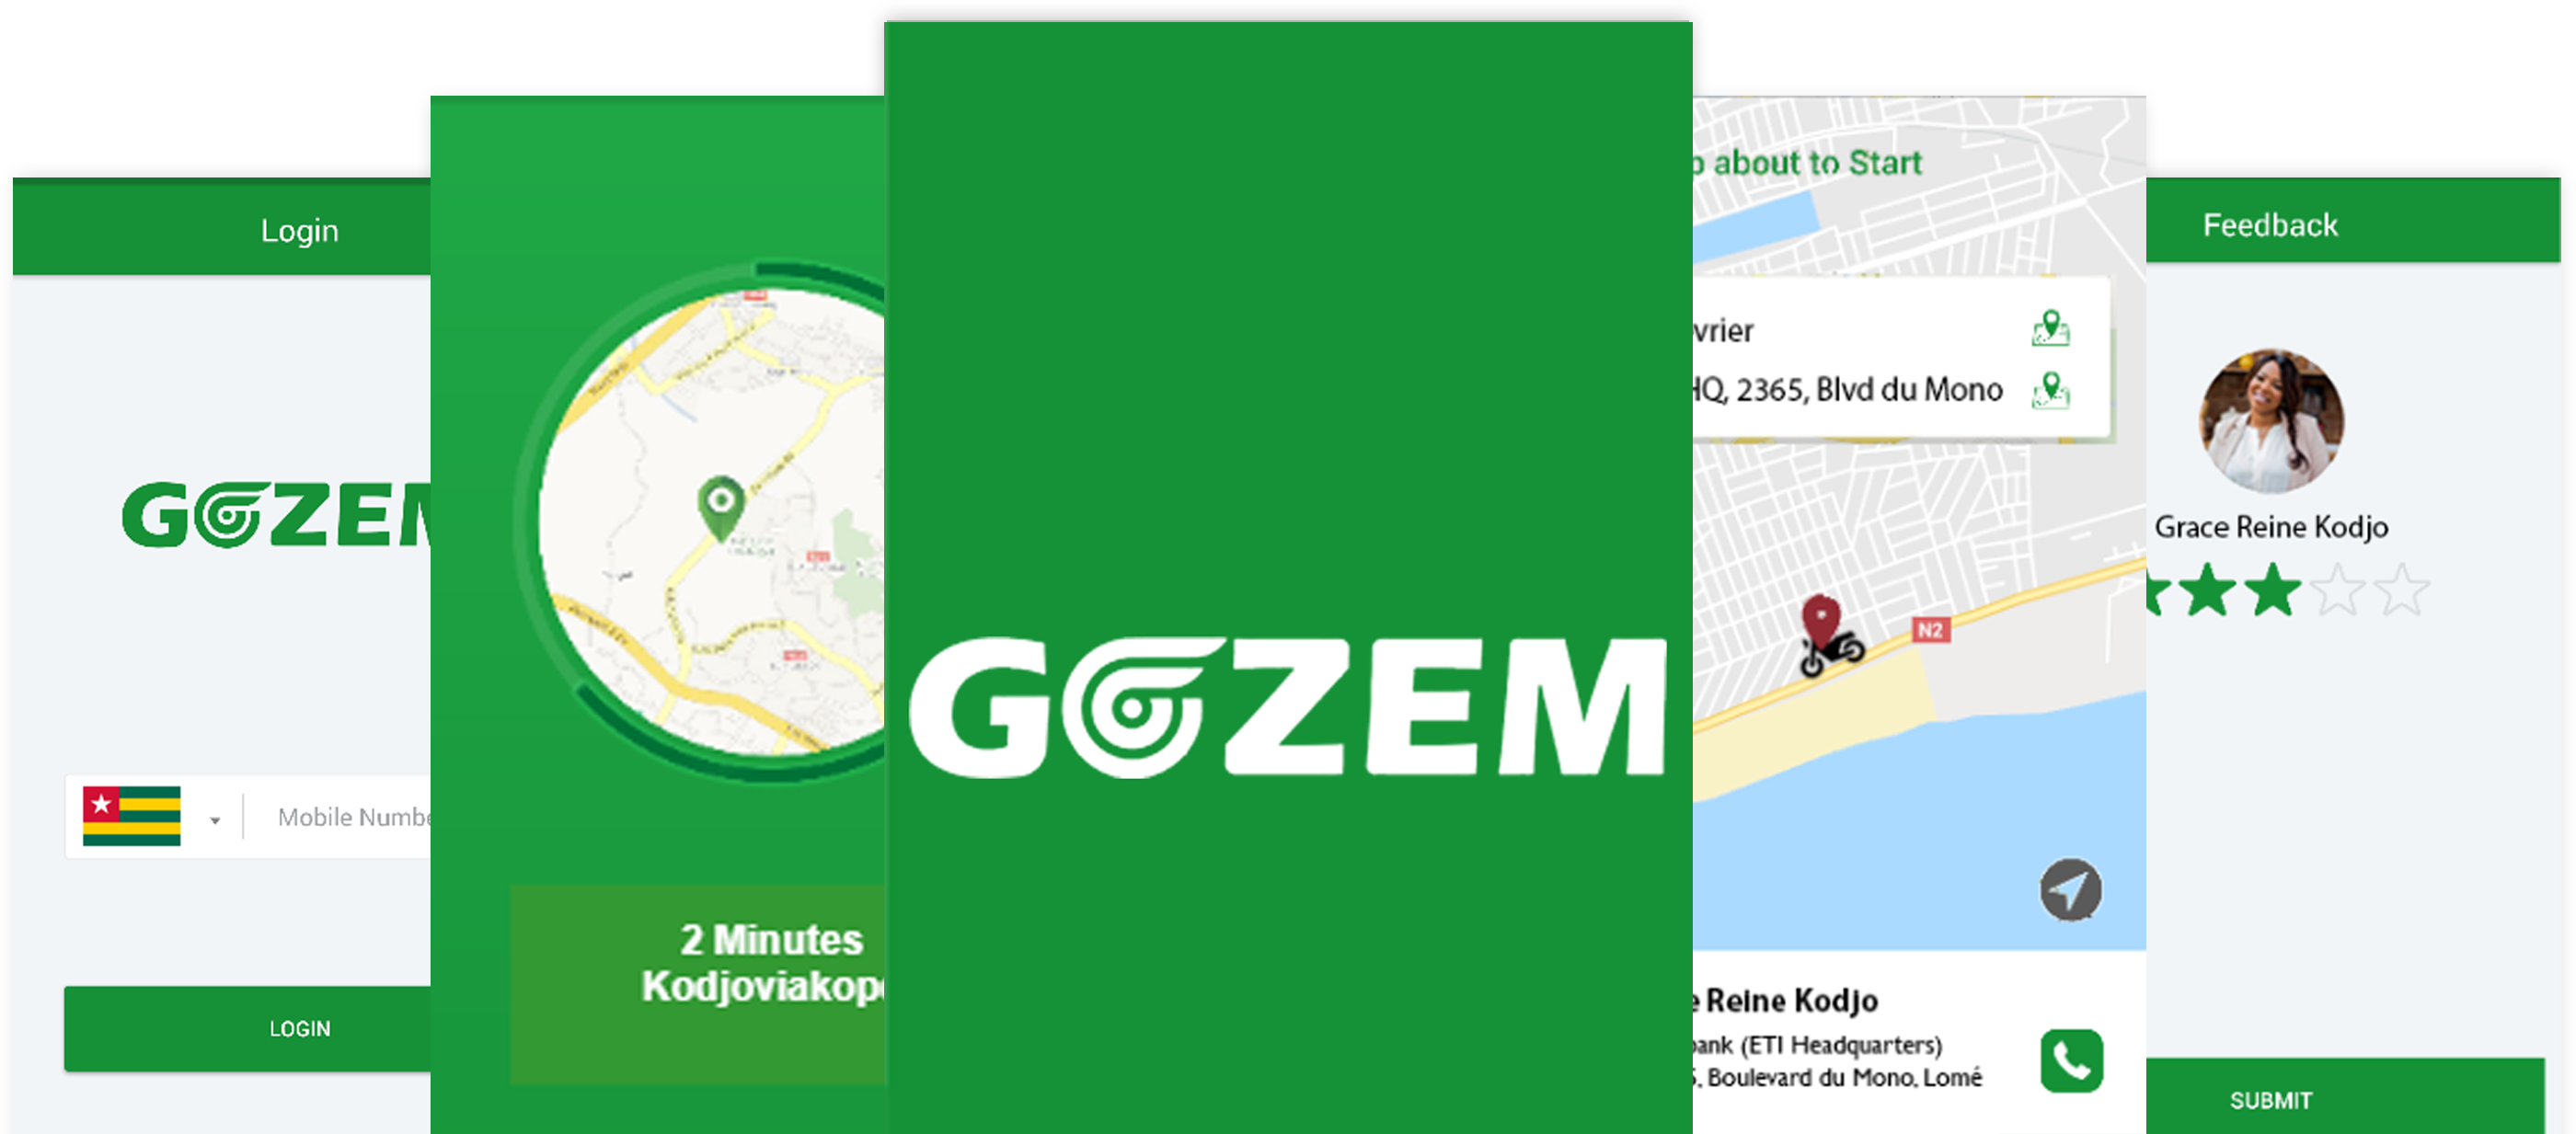 Login
GOZEM
Mobile Numbe
LOGIN
2 Minutes
Kodjoviakop
GOZEM
about to Start
vrier
HQ, 2365, Blvd du Mono
N2
Reine Kodjo
ank (ETI Headquarters)
, Boulevard du Mono, Lomé
Feedback
Grace Reine Kodjo
SUBMIT